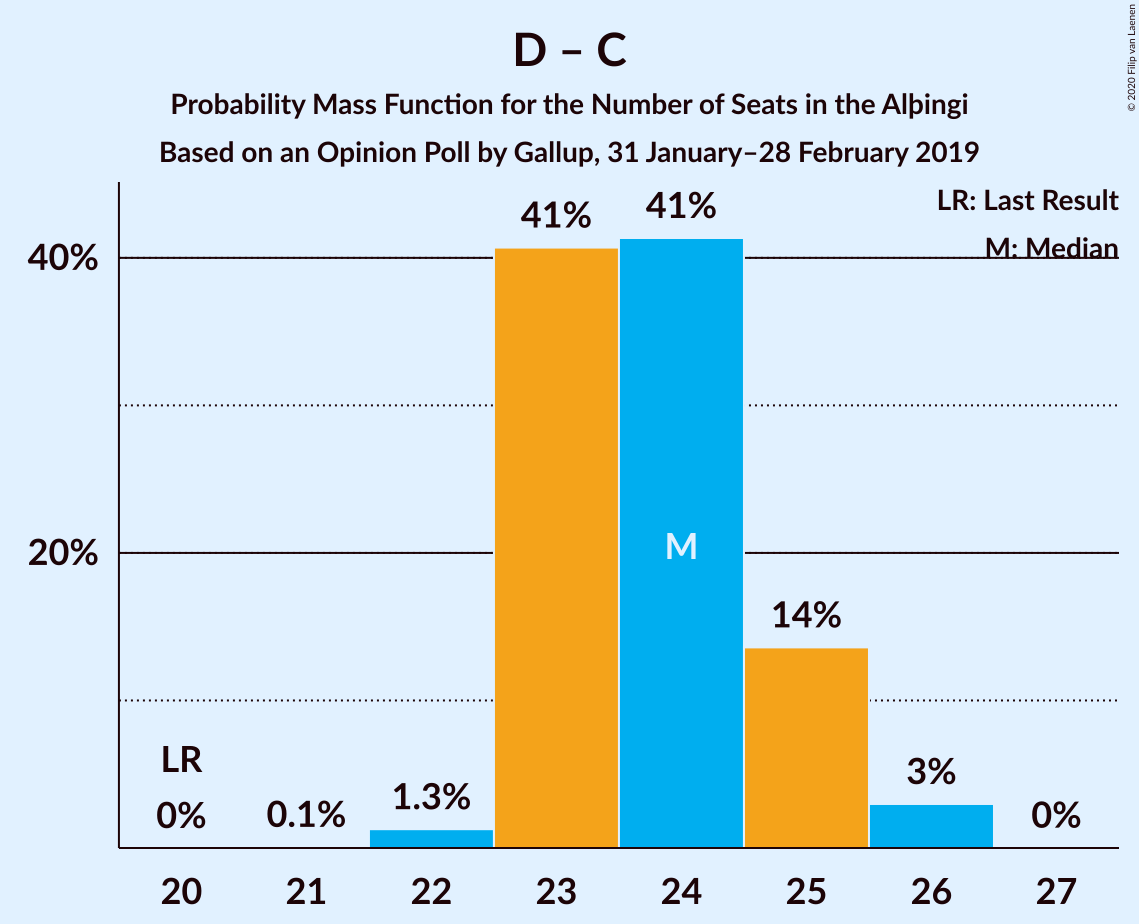 D – C
Probability Mass Function for the Number of Seats in the Alþingi
Based on an Opinion Poll by Gallup, 31 January–28 February 2019
© 2020 Filip van Laenen
LR: Last Result
M: Median
40%
20%
LR
0%
0.1%
1.3%
41%
41%
M
14%
3%
0%
20 21 22 23 24 25 26 27